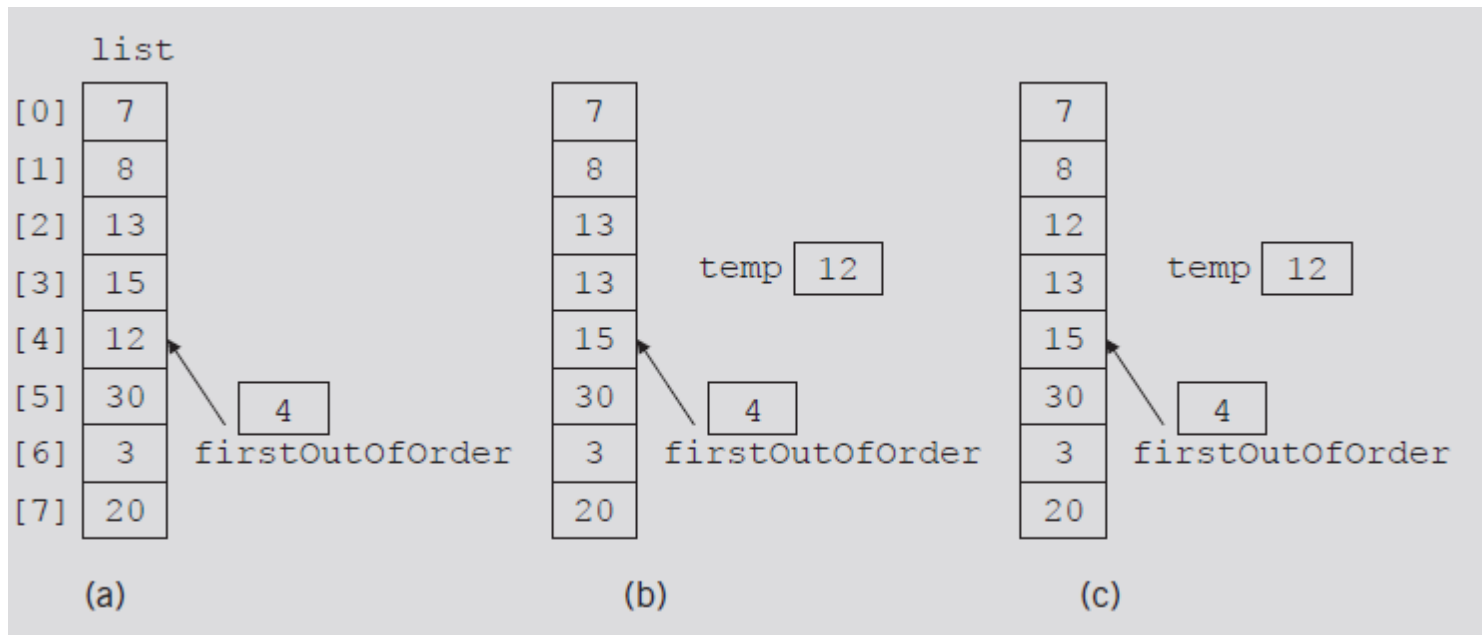 list
[0] 7 7 7
[1] 8 8 8
[2] 13 13 12
[3] 15 13 temp 12 13 temp 12
[4] 12 15 15
[5] 30 4 30 4 30 4
[6] 3 firstOutOfOrder 3 firstOutOfOrder 3 firstOutOfOrder
[7] 20 20 20
(a) (b) (c)